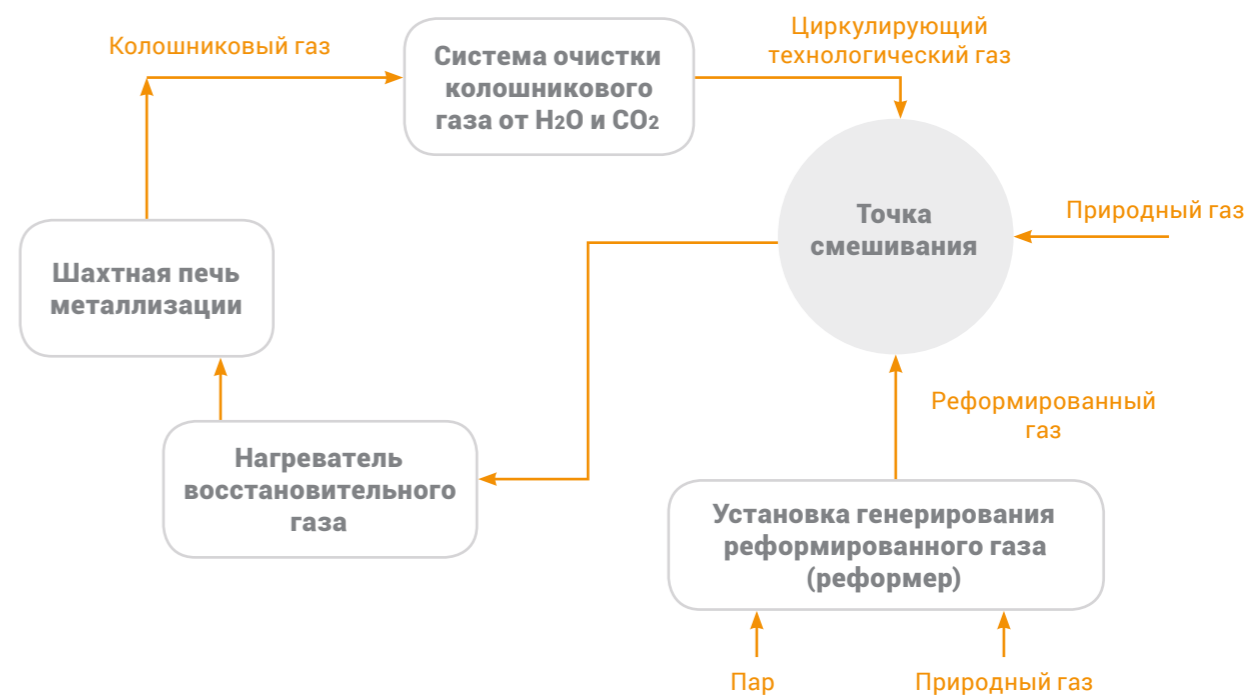 Колошниковый газ
Система очистки
колошникового
газа от H2O и CO2
Циркулирующий
технологический газ
Точка
смешивания
Природный газ
Шахтная печь
металлизации
Нагреватель
восстановительного
газа
Реформированный
газ
Установка генерирования
реформированного газа
(реформер)
Пар
Природный газ